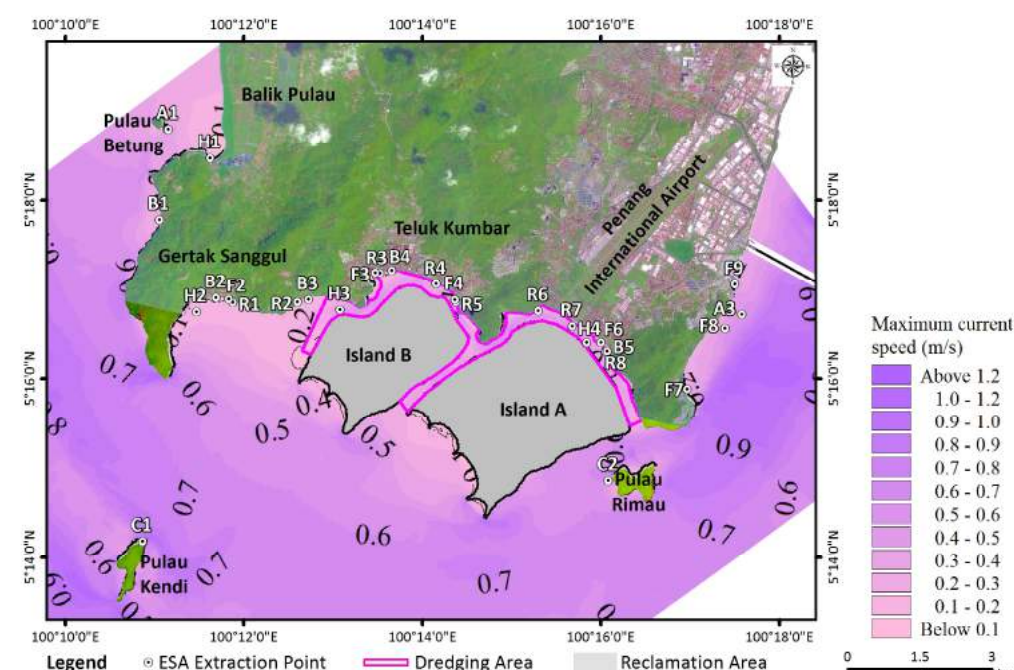 100°10'0"E 100°12'0"E 100°14'0"E 100°16'0"E 100°18'0"E
Balik Pulau
A1
Pulau
Betung
0.1
H1
5°18'0"N
5°18'0"N
B1
Penang
International Airport
Teluk Kumbar
Gertak Sanggul
R3 B4
F3
R4
F4
F9
B2 F2
H2
R1
R2
B3
H3
R5
R6
R7
A3
F8
H4 F6
B5
R8
0.2
Island B
5°16'0"N
5°16'0"N
0.7
0.6
0.4
0.5
0.5
Island A
F7
0.9
C2
Pulau
Rimau
0.7
0.6
0.7
0.6
C1
0.6
Pulau
Kendi
0.7
0.7
5°14'0"N
5°14'0"N
100°10'0"E 100°12'0"E 100°14'0"E 100°16'0"E 100°18'0"E
Maximum current
speed (m/s)
Above 1.2
1.0 - 1.2
0.9 - 1.0
0.8 - 0.9
0.7 - 0.8
0.6 - 0.7
0.5 - 0.6
0.4 - 0.5
0.3 - 0.4
0.2 - 0.3
0.1 - 0.2
Below 0.1
0 1.5 3
Legend ESA Extraction Point Dredging Area Reclamation Area